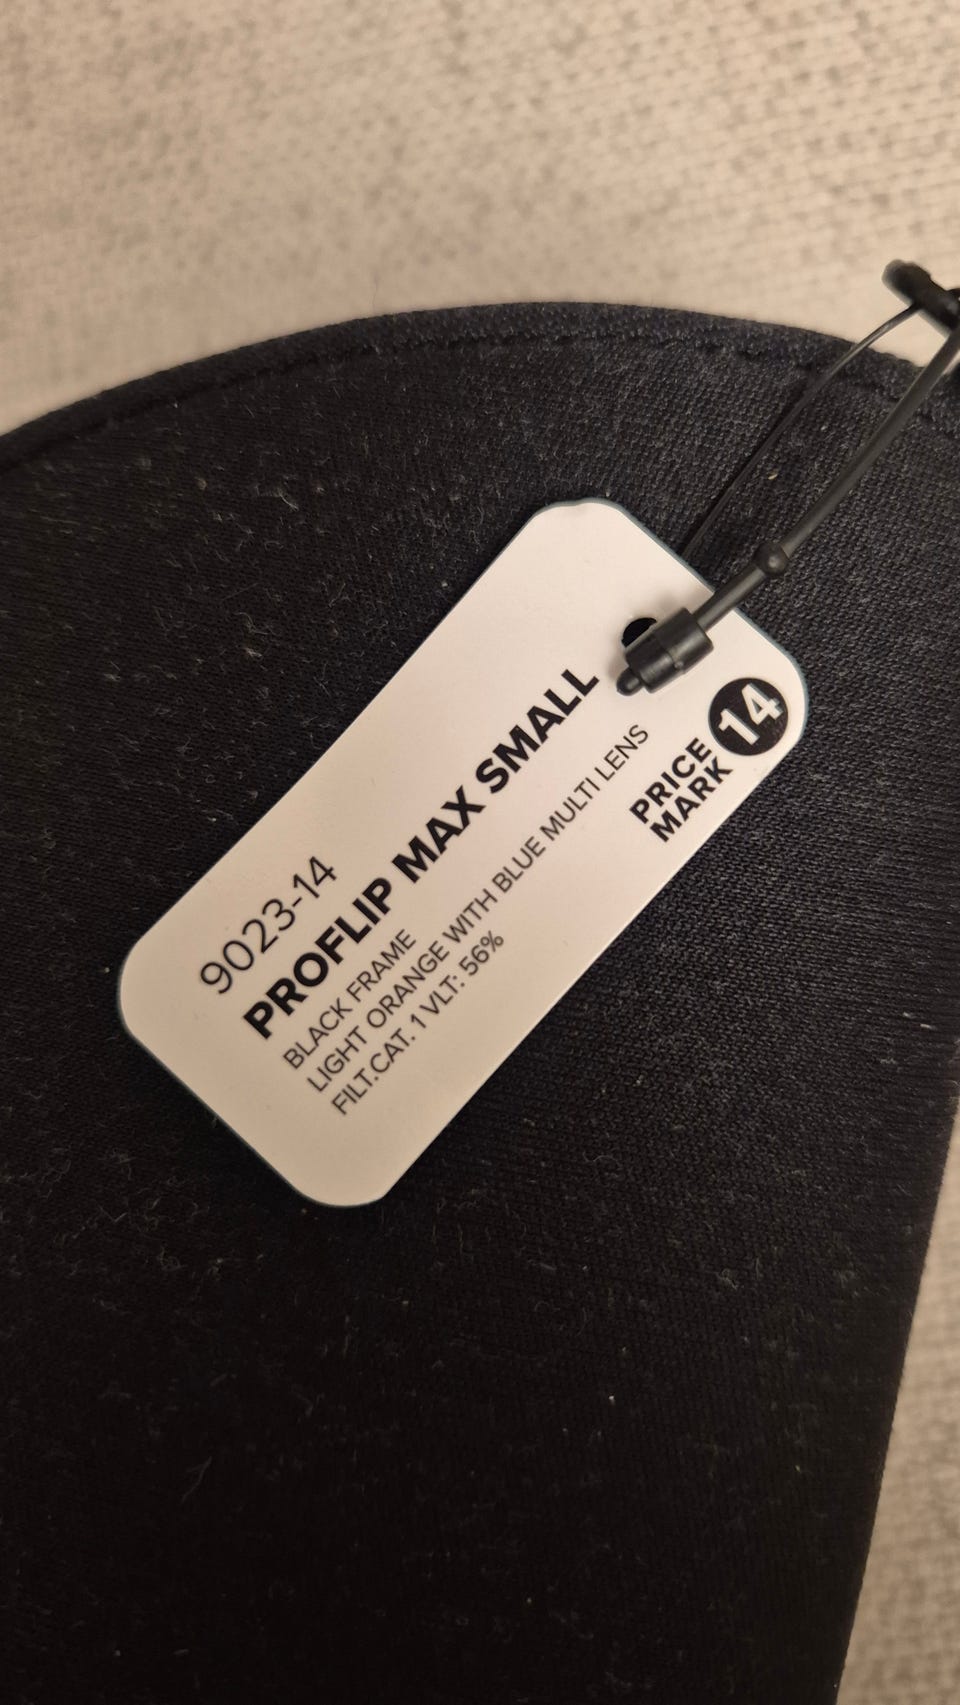 9023-14
PROFLIP MAX SMALL
BLACK FRAME
LIGHT ORANGE WITH BLUE MULTI LENS
FILT.CAT. 1 VLT: 56%
PRICE
MARK
14